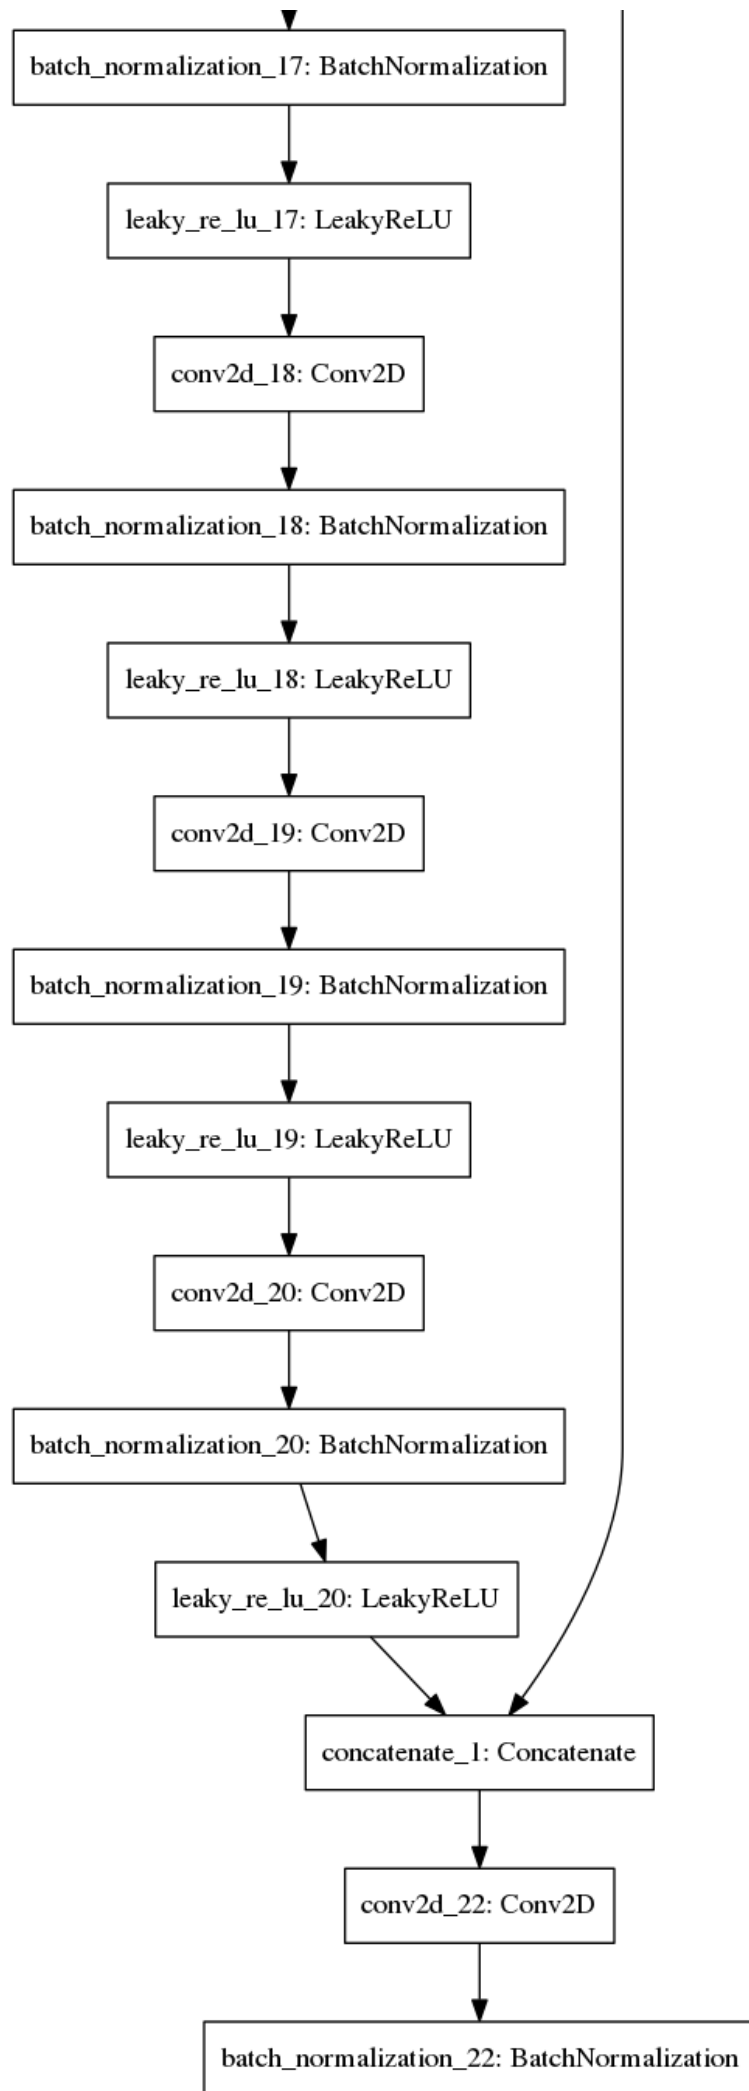 batch_normalization_17: BatchNormalization
leaky_re_lu_17: LeakyReLU
conv2d_18: Conv2D
batch_normalization_18: BatchNormalization
leaky_re_lu_18: LeakyReLU
conv2d_19: Conv2D
batch_normalization_19: BatchNormalization
leaky_re_lu_19: LeakyReLU
conv2d_20: Conv2D
batch_normalization_20: BatchNormalization
leaky_re_lu_20: LeakyReLU
concatenate_1: Concatenate
conv2d_22: Conv2D
batch_normalization_22: BatchNormalization